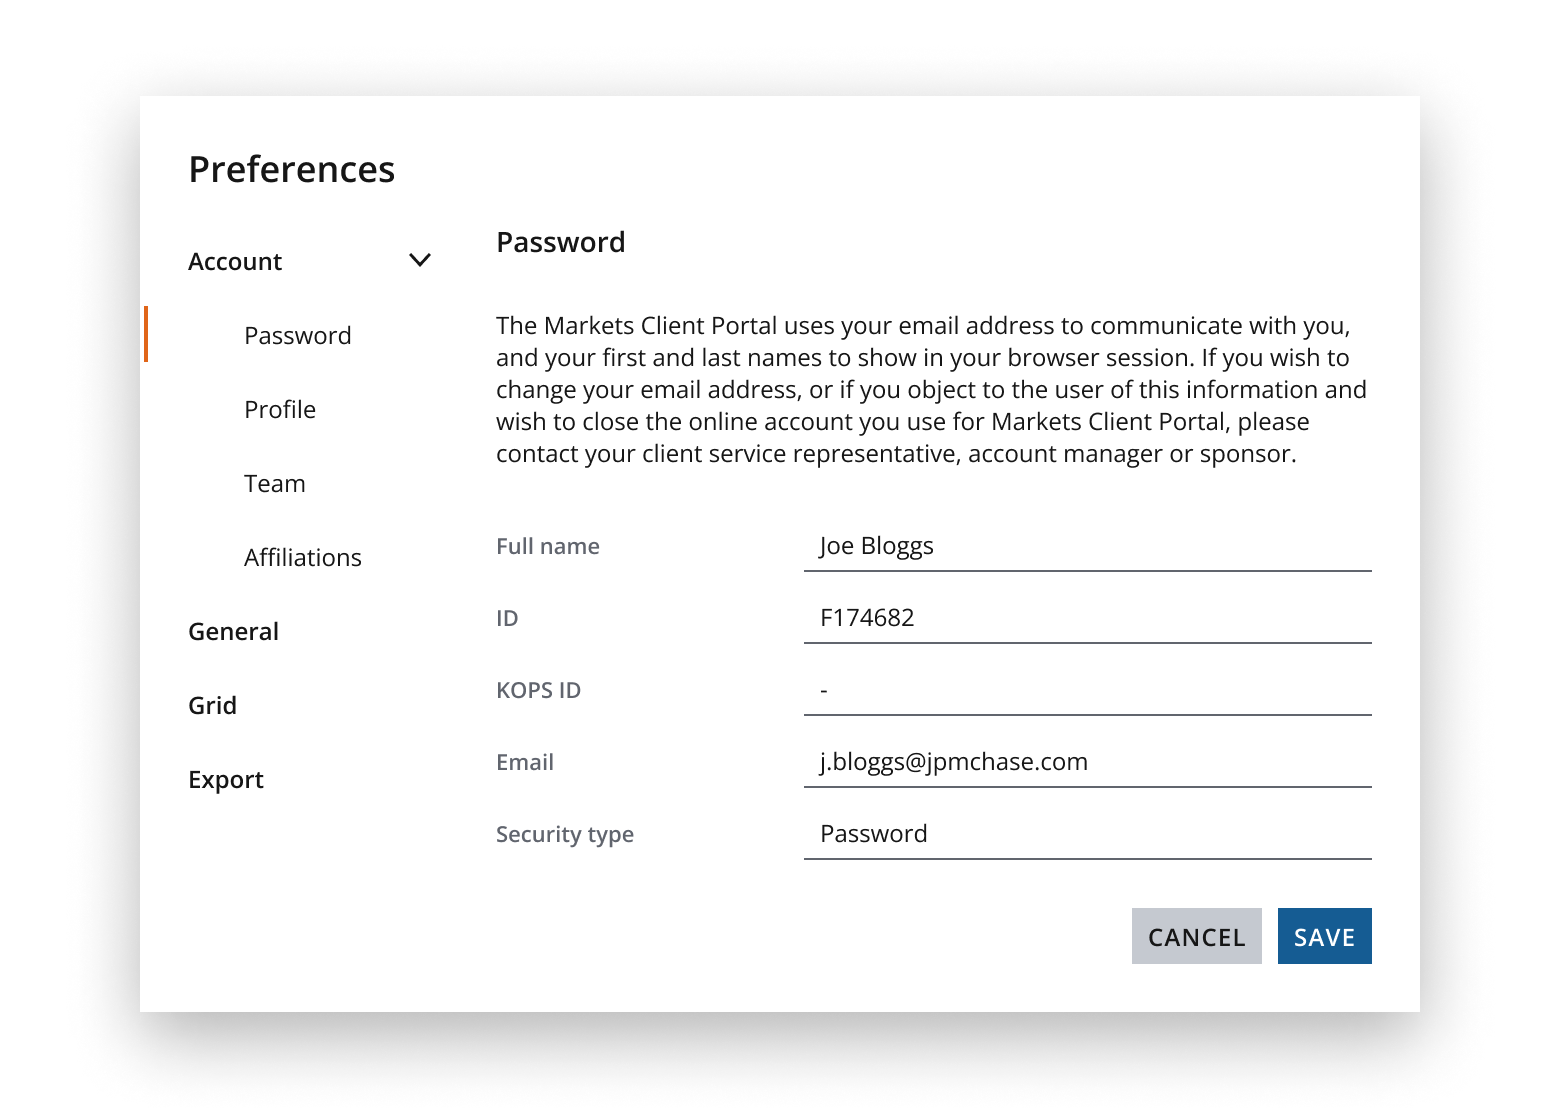 Preferences
Account
Password
Profile
Team
Affiliations
General
Grid
Export
Password
The Markets Client Portal uses your email address to communicate with you,
and your first and last names to show in your browser session. If you wish to
change your email address, or if you object to the user of this information and
wish to close the online account you use for Markets Client Portal, please
contact your client service representative, account manager or sponsor.
Full name Joe Bloggs
ID F174682
KOPS ID -
Email j.bloggs@jpmchase.com
Security type Password
CANCEL SAVE